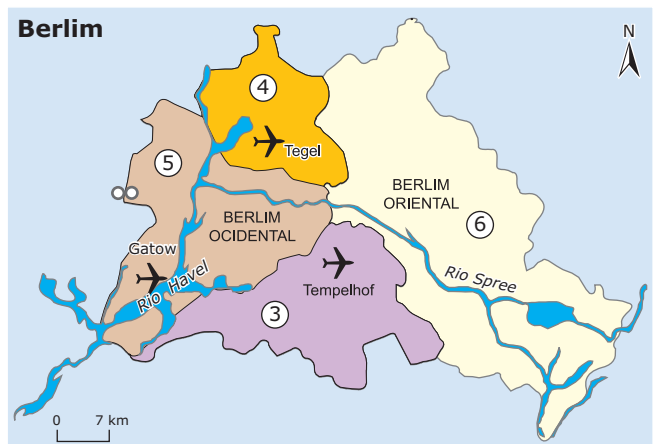 Berlim
N
4
Tegel
5
BERLIM
ORIENTAL
6
BERLIM
OCIDENTAL
Gatow
Rio Havel
Rio Spree
Tempelhof
3
0 7 km